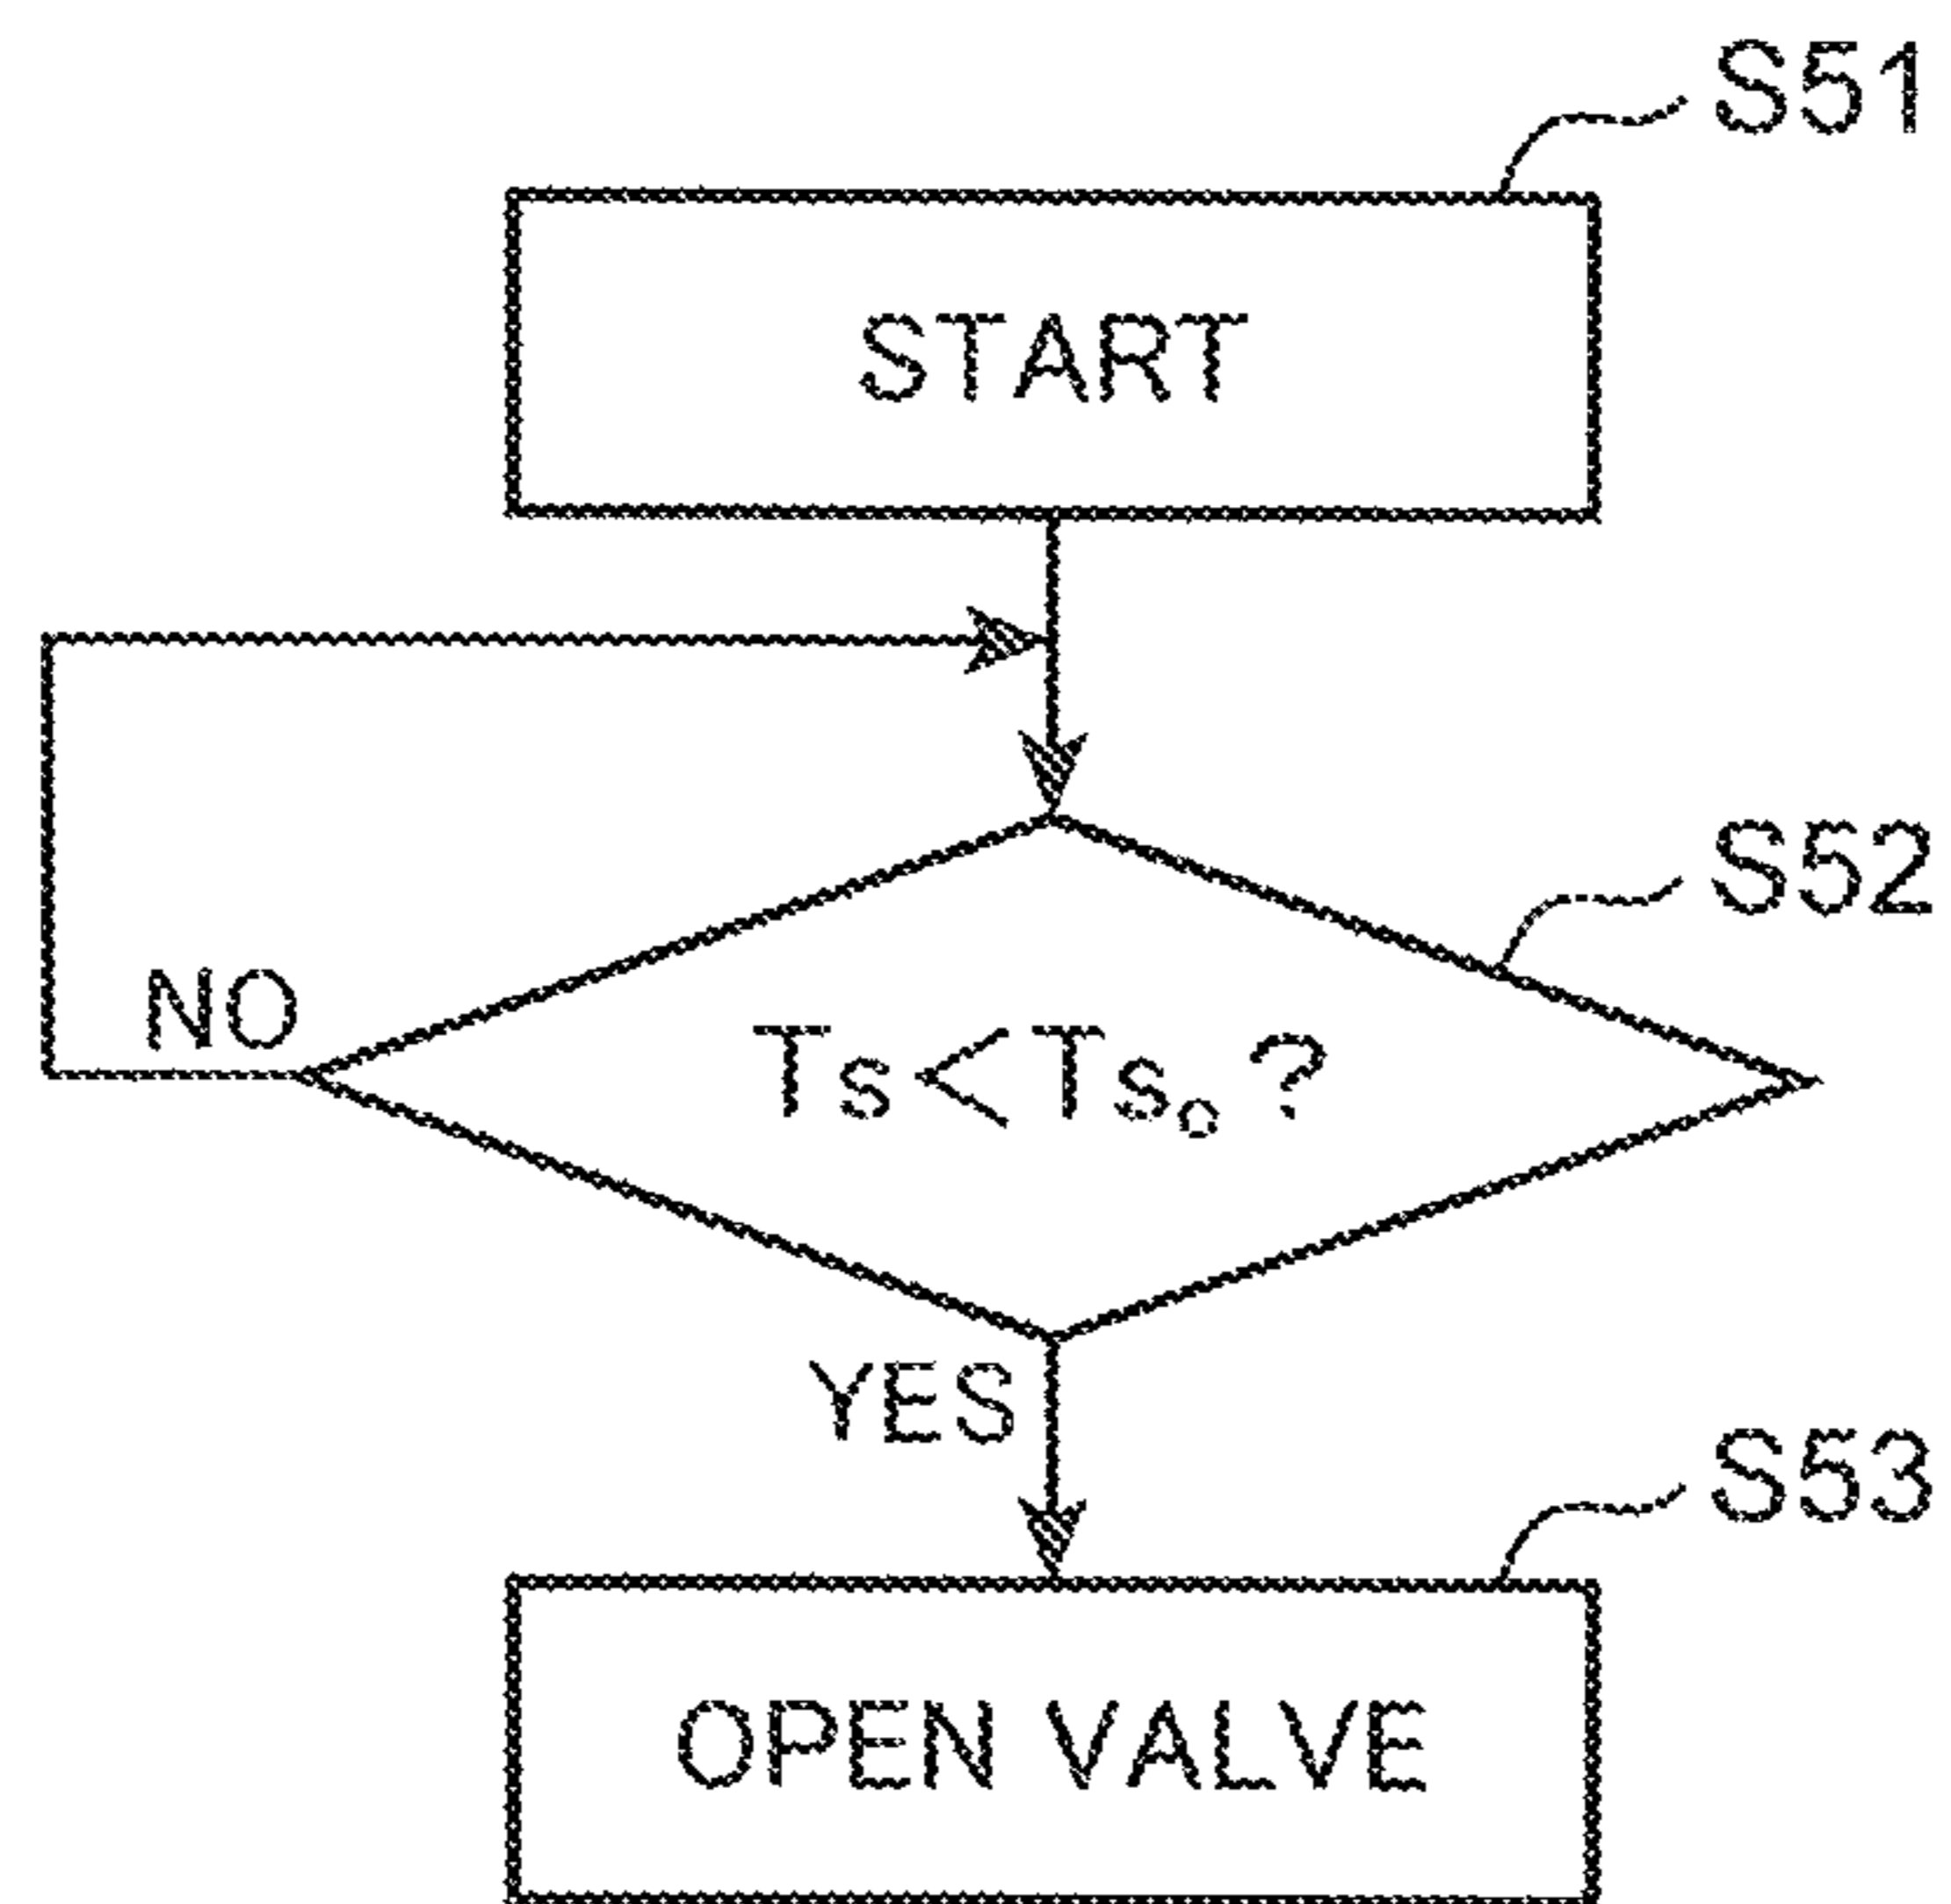 S51
START
S52
NO
Ts<Ts₀?
YES
S53
OPEN VALVE